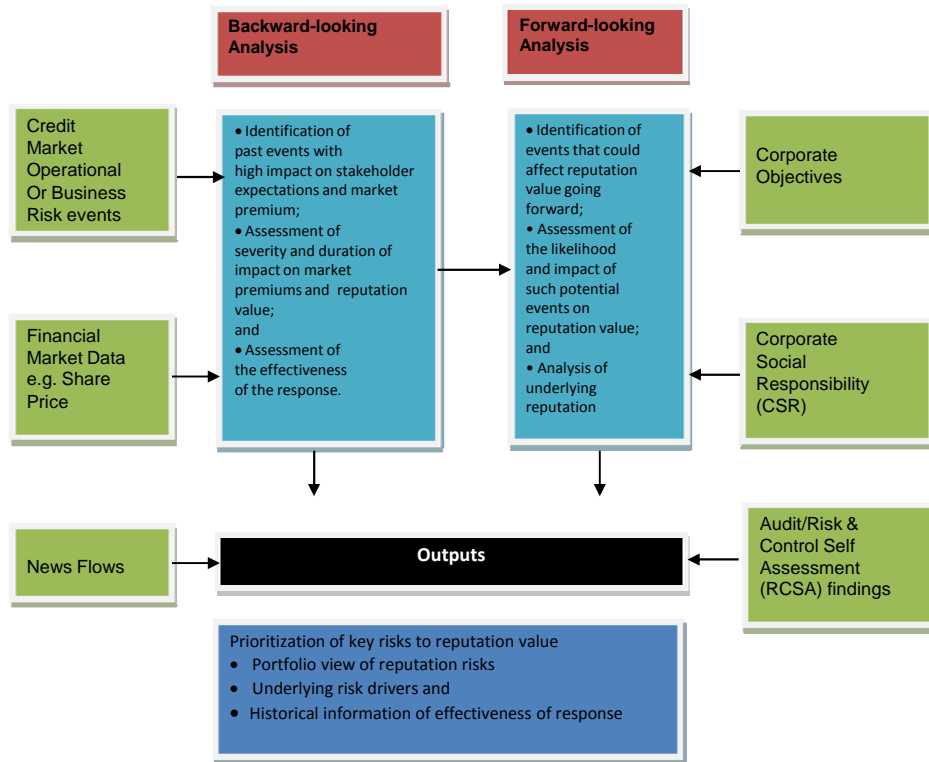 Backward-looking
Analysis
Forward-looking
Analysis
Credit
Market
Operational
Or Business
Risk events
• Identification of
past events with
high impact on stakeholder
expectations and market
premium;
• Assessment of
severity and duration of
impact on market
premiums and reputation
value;
and
• Assessment of
the effectiveness
of the response.
• Identification of
events that could
affect reputation
value going
forward;
• Assessment of
the likelihood
and impact of
such potential
events on
reputation value;
and
• Analysis of
underlying
reputation
Corporate
Objectives
Financial
Market Data
e.g. Share
Price
Corporate
Social
Responsibility
(CSR)
News Flows
Outputs
Audit/Risk &
Control Self
Assessment
(RCSA) findings
Prioritization of key risks to reputation value
• Portfolio view of reputation risks
• Underlying risk drivers and
• Historical information of effectiveness of response